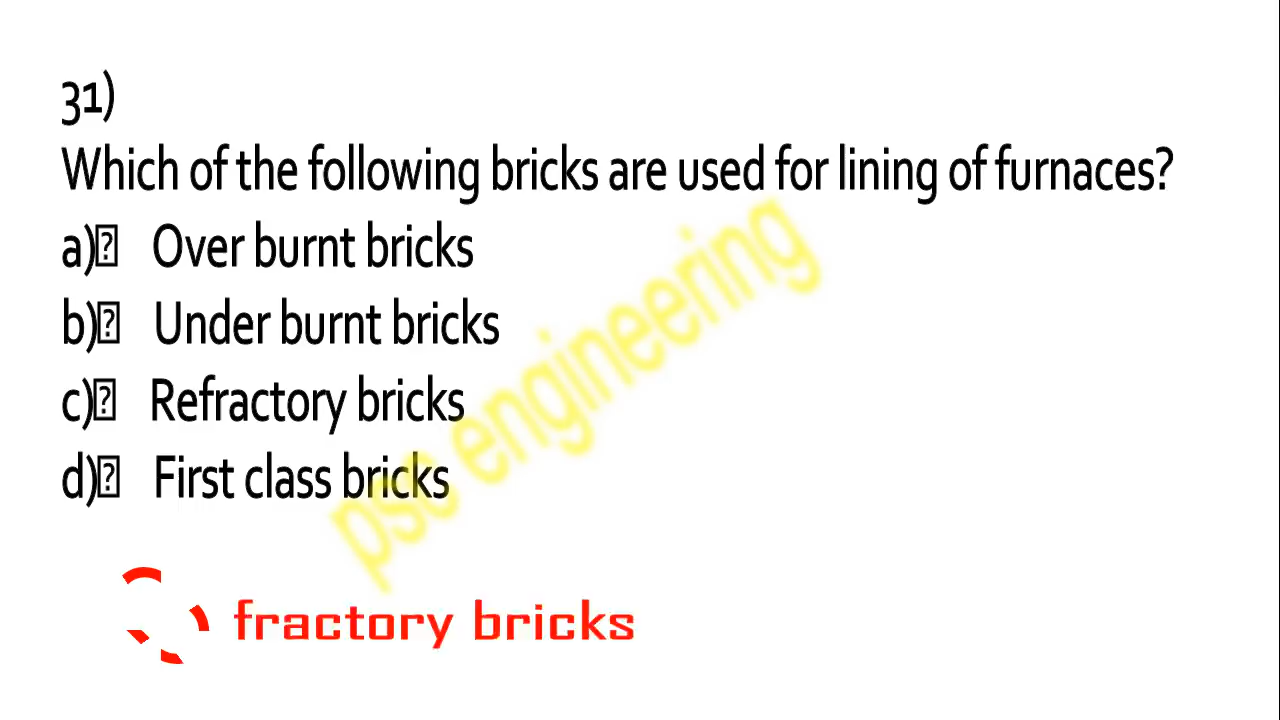 31)
Which of the following bricks are used for lining of furnaces?
a) Over burnt bricks
b) Under burnt bricks
c) Refractory bricks
d) First class bricks
psc engineering
fractory bricks